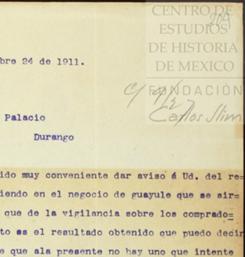 CENTRO DE
ESTUDIOS
DE HISTORIA
DE MEXICO
bre 24 de 1911.
FUNDACIÓN
Carlos Slim
Palacio
Durango
ido muy conveniente dar aviso á Ud. del re-
iendo en el negocio de guayule que se sir-
que de la vigilancia sobre los comprado-
to es el resultado obtenido que puedo decir
e que ala presente no hay uno que intente